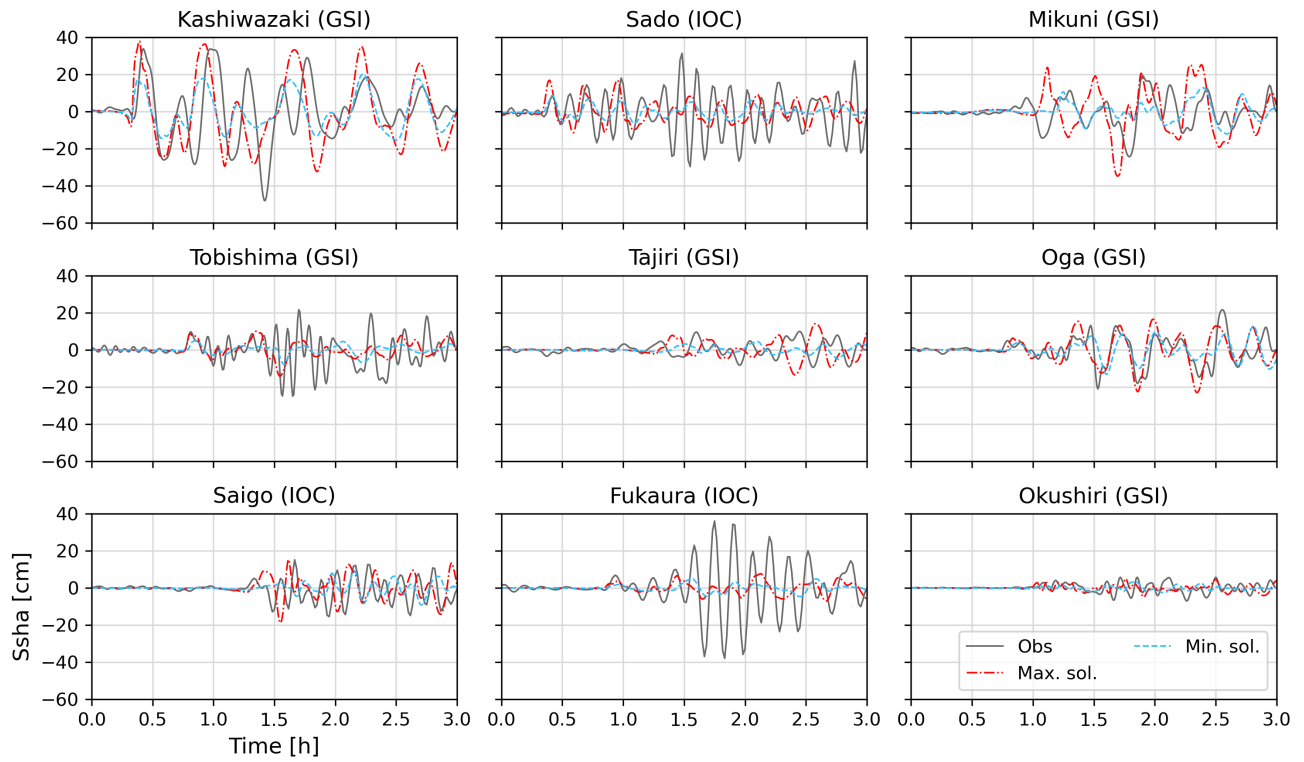 Kashiwazaki (GSI) Sado (IOC) Mikuni (GSI)
40
20
0
−20
−40
−60
Tobishima (GSI) Tajiri (GSI) Oga (GSI)
40
20
0
−20
−40
−60
Saigo (IOC) Fukaura (IOC) Okushiri (GSI)
40
20
0
−20
−40
−60
Ssha [cm]
Obs Min. sol.
Max. sol.
0.0 0.5 1.0 1.5 2.0 2.5 3.0 0.5 1.0 1.5 2.0 2.5 3.0 0.0 0.5 1.0 1.5 2.0 2.5 3.0
Time [h]